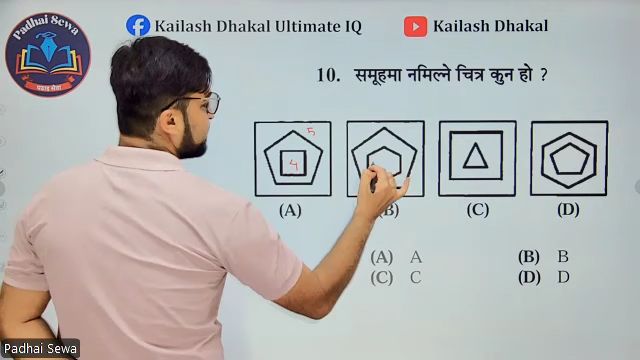 Padhai Sewa
पढाइ सेवा
Kailash Dhakal Ultimate IQ
Kailash Dhakal
10. समूहमा नमिल्ने चित्र कुन हो ?
5
4
(A)
B)
(C)
(D)
(A) A
(B) B
(C) C
(D) D
Padhai Sewa